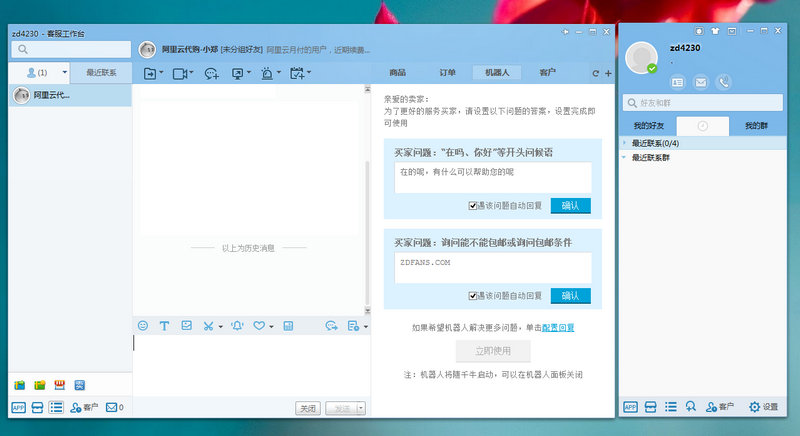 zd4230 - 客服工作台
(1)
最近联系
阿里云代...
APP
客户
0
阿里云代购·小郑 [未分组好友] 阿里云月付的用户，近期续费...
以上为历史消息
关闭
发送
商品
订单
机器人
客户
亲爱的卖家：
为了更好的服务买家，请设置以下问题的答案，设置完成即
可使用
买家问题：“在吗、你好”等开头问候语
在的呢，有什么可以帮助您的呢
遇该问题自动回复
确认
买家问题：询问能不能包邮或询问包邮条件
ZDFANS.COM
遇该问题自动回复
确认
如果希望机器人解决更多问题，单击配置回复
立即使用
注：机器人将随千牛启动，可以在机器人面板关闭
zd4230
好友和群
我的好友
我的群
最近联系(0/4)
最近联系群
APP
客户
设置